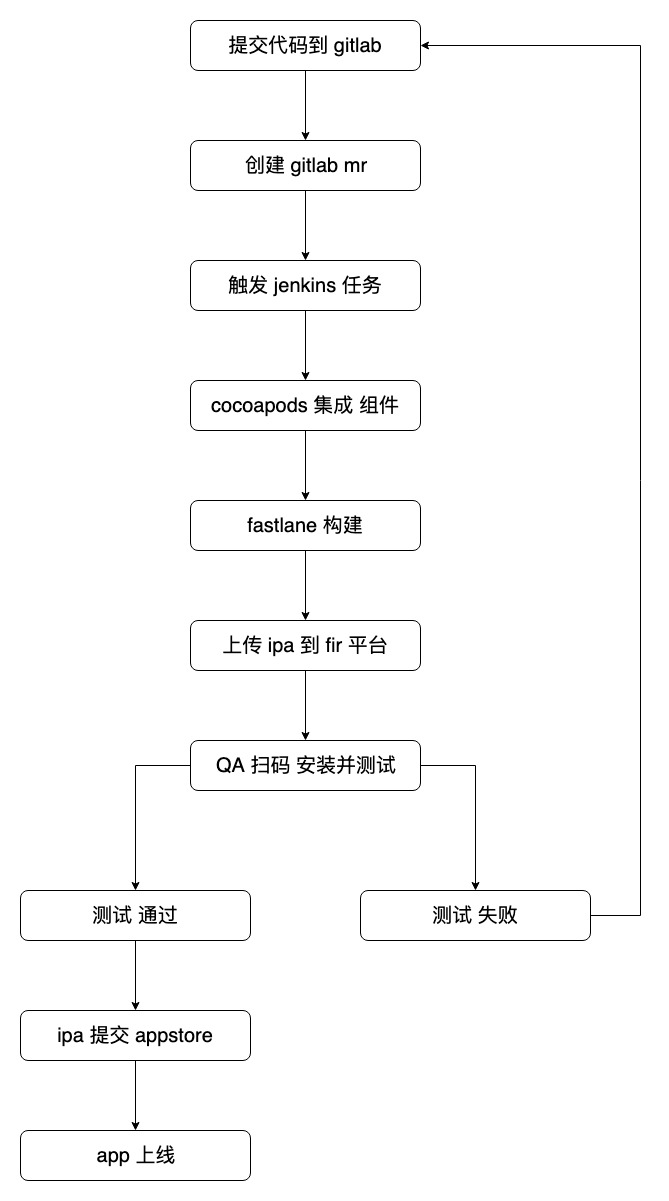 提交代码到 gitlab
创建 gitlab mr
触发 jenkins 任务
cocoapods 集成 组件
fastlane 构建
上传 ipa 到 fir 平台
QA 扫码 安装并测试
测试 通过
测试 失败
ipa 提交 appstore
app 上线